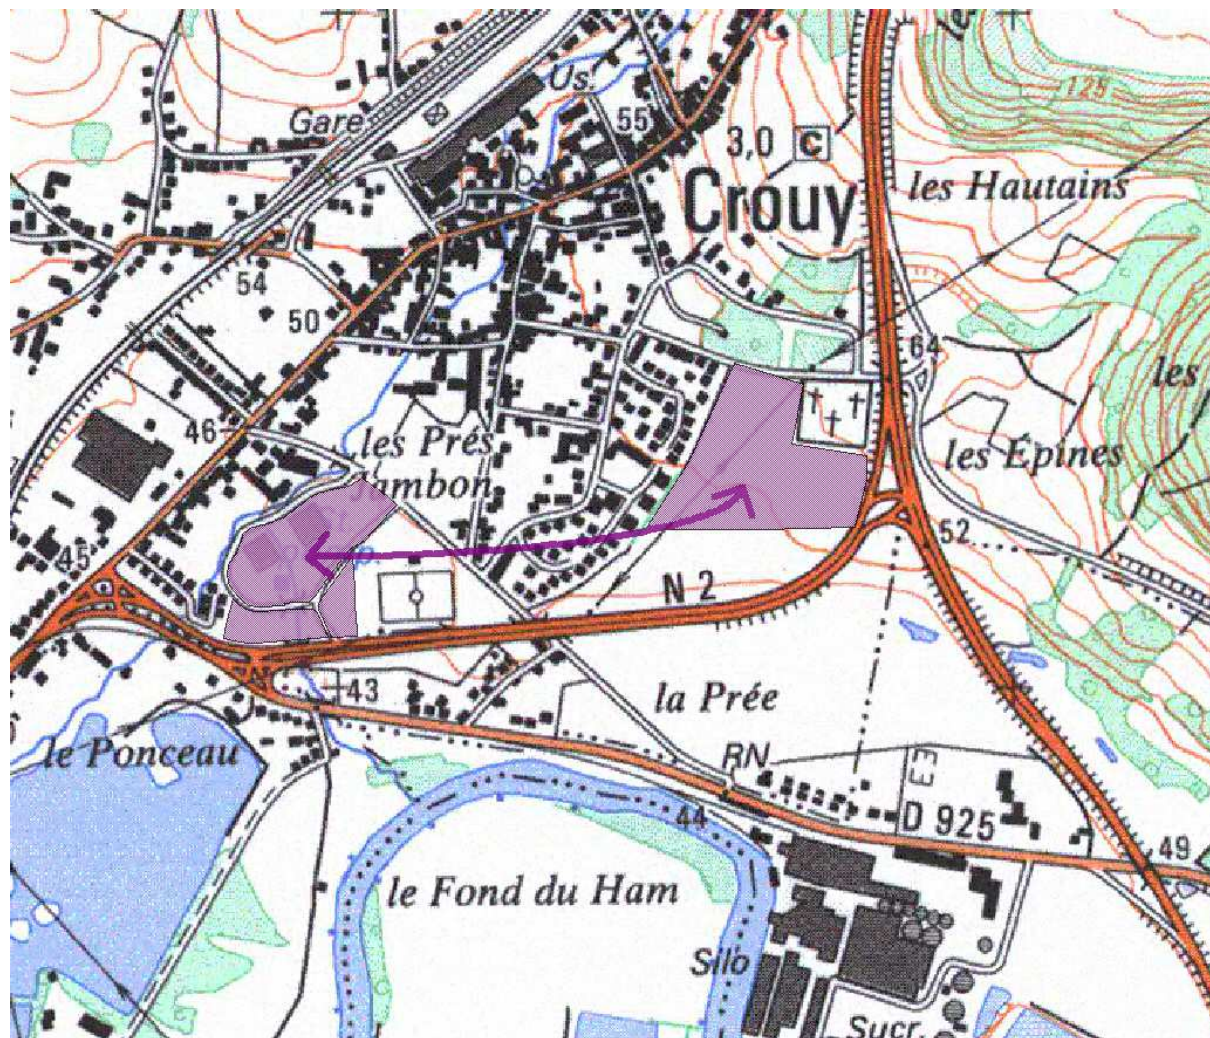 125
Us.
Gare
55
3,0 C
Crouy
les Hautains
54
50
64
les
46
les Prés
Jambon
les Épines
St
p.
52
45
N 2
43
la Prée
le Ponceau
RN
44
D 925
49
le Fond du Ham
Silo
Sucr.